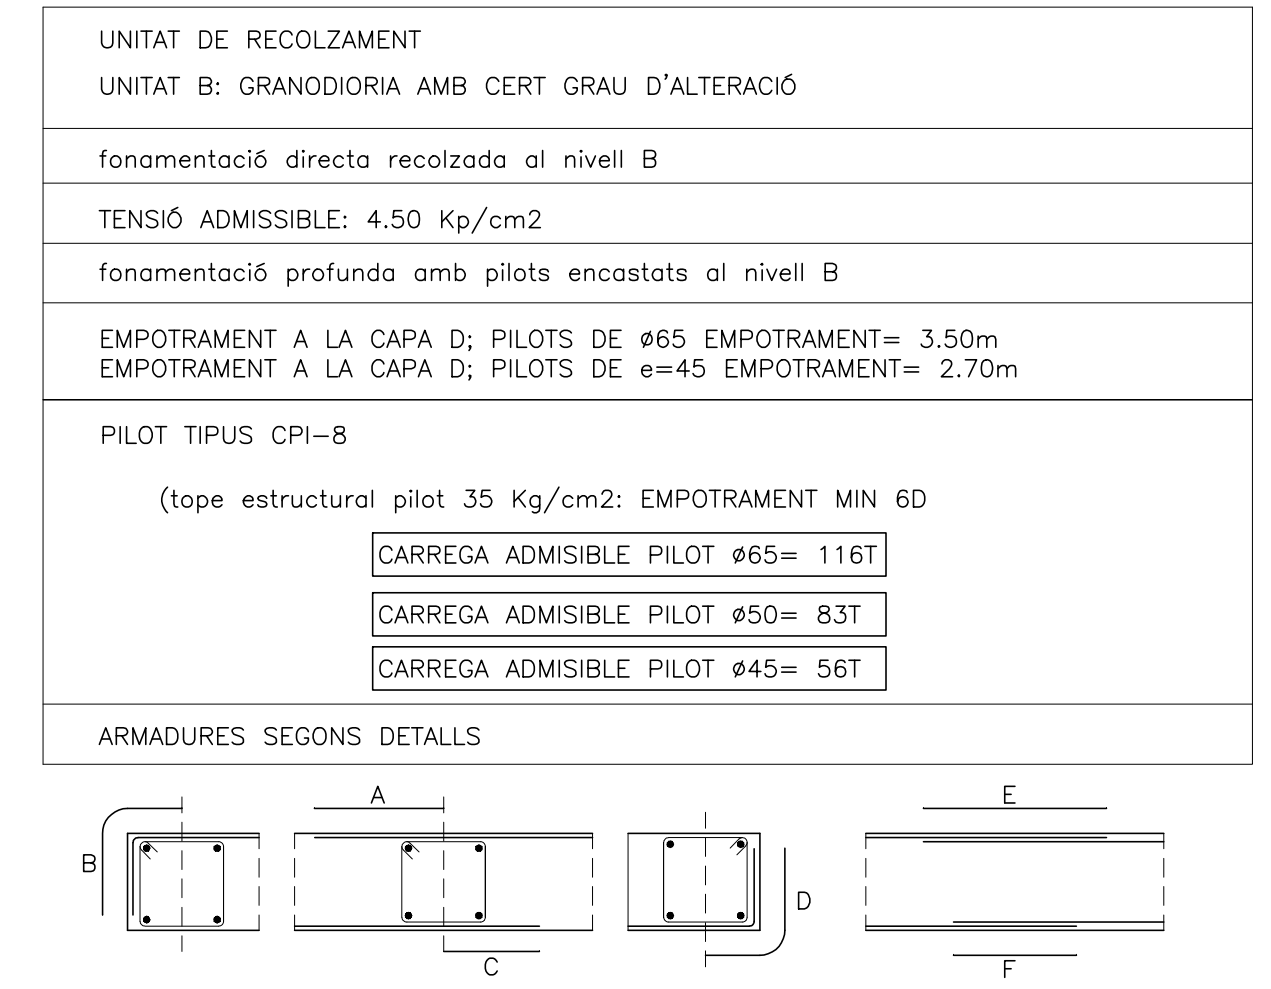 UNITAT DE RECOLZAMENT
UNITAT B: GRANODIORIA AMB CERT GRAU D'ALTERACIÓ
fonamentació directa recolzada al nivell B
TENSIÓ ADMISSIBLE: 4.50 Kp/cm2
fonamentació profunda amb pilots encastats al nivell B
EMPOTRAMENT A LA CAPA D; PILOTS DE ø65 EMPOTRAMENT= 3.50m
EMPOTRAMENT A LA CAPA D; PILOTS DE e=45 EMPOTRAMENT= 2.70m
PILOT TIPUS CPI-8
(tope estructural pilot 35 Kg/cm2: EMPOTRAMENT MIN 6D
CARREGA ADMISIBLE PILOT ø65= 116T
CARREGA ADMISIBLE PILOT ø50= 83T
CARREGA ADMISIBLE PILOT ø45= 56T
ARMADURES SEGONS DETALLS
A
E
B
D
C
F